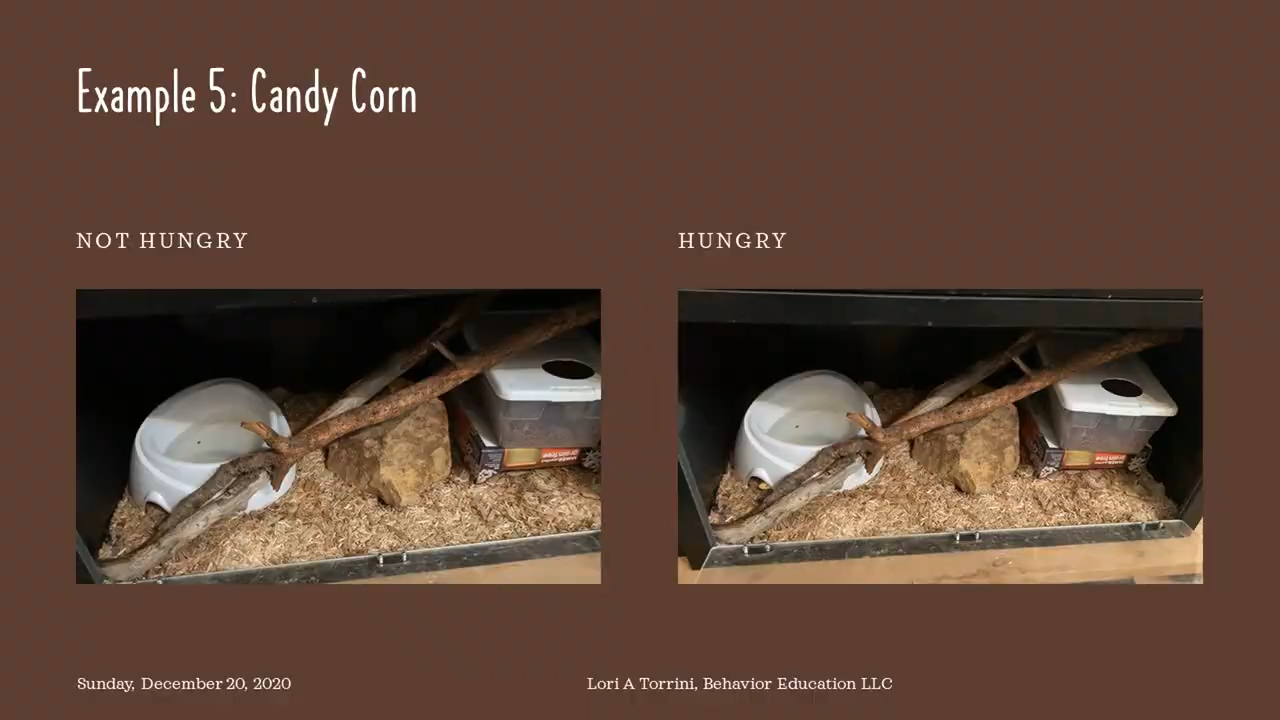 Example 5: Candy Corn
NOT HUNGRY
HUNGRY
Sunday, December 20, 2020
Lori A Torrini, Behavior Education LLC